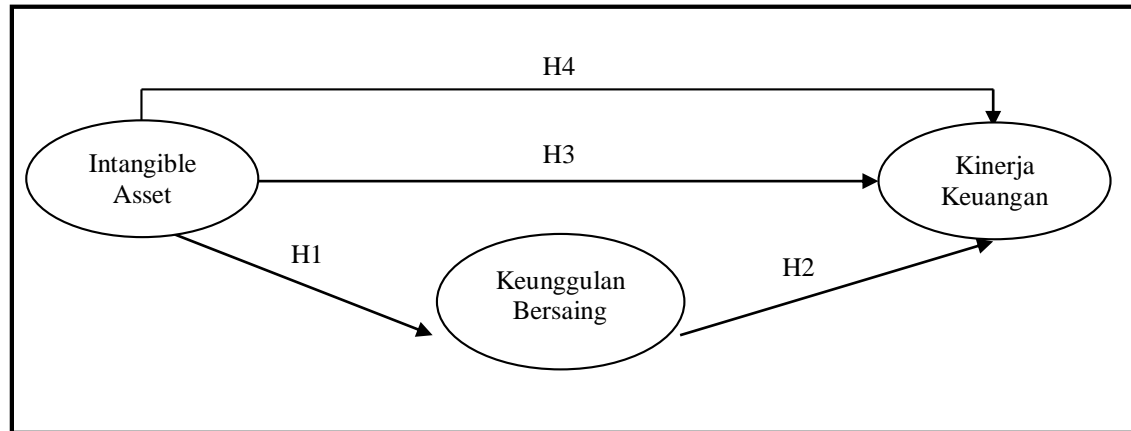 H4
Intangible
Asset
H3
Kinerja
Keuangan
H1
Keunggulan
Bersaing
H2